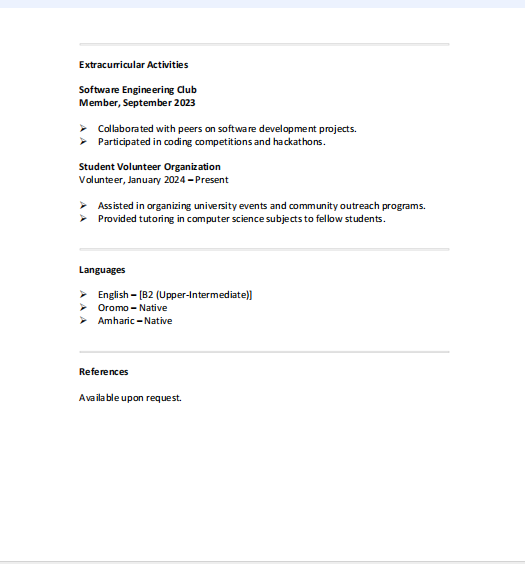 Extracurricular Activities
Software Engineering Club
Member, September 2023
➢ Collaborated with peers on software development projects.
➢ Participated in coding competitions and hackathons.
Student Volunteer Organization
Volunteer, January 2024 – Present
➢ Assisted in organizing university events and community outreach programs.
➢ Provided tutoring in computer science subjects to fellow students.
Languages
➢ English – [B2 (Upper-Intermediate)]
➢ Oromo – Native
➢ Amharic – Native
References
Available upon request.